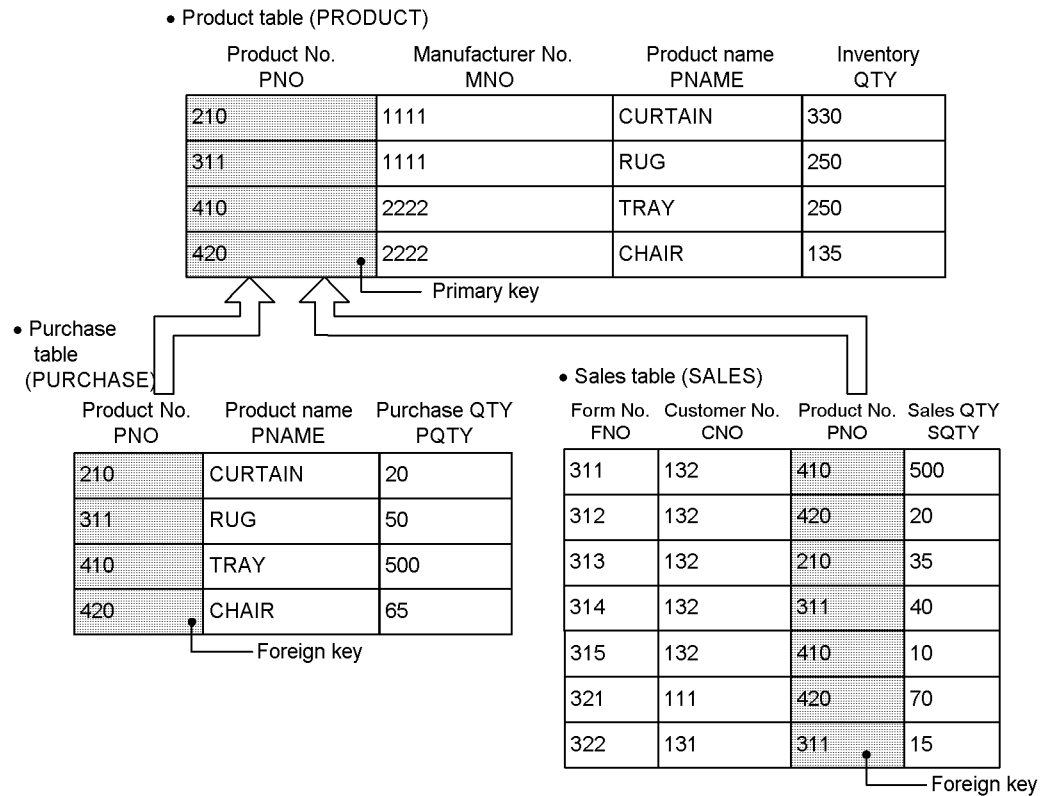 • Product table (PRODUCT)
Product No. Manufacturer No. Product name Inventory
PNO MNO PNAME QTY
210 1111 CURTAIN 330
311 1111 RUG 250
410 2222 TRAY 250
420 2222 CHAIR 135
Primary key
• Purchase
table
(PURCHASE)
Product No. Product name Purchase QTY
PNO PNAME PQTY
210 CURTAIN 20
311 RUG 50
410 TRAY 500
420 CHAIR 65
Foreign key
• Sales table (SALES)
Form No. Customer No. Product No. Sales QTY
FNO CNO PNO SQTY
311 132 410 500
312 132 420 20
313 132 210 35
314 132 311 40
315 132 410 10
321 111 420 70
322 131 311 15
Foreign key